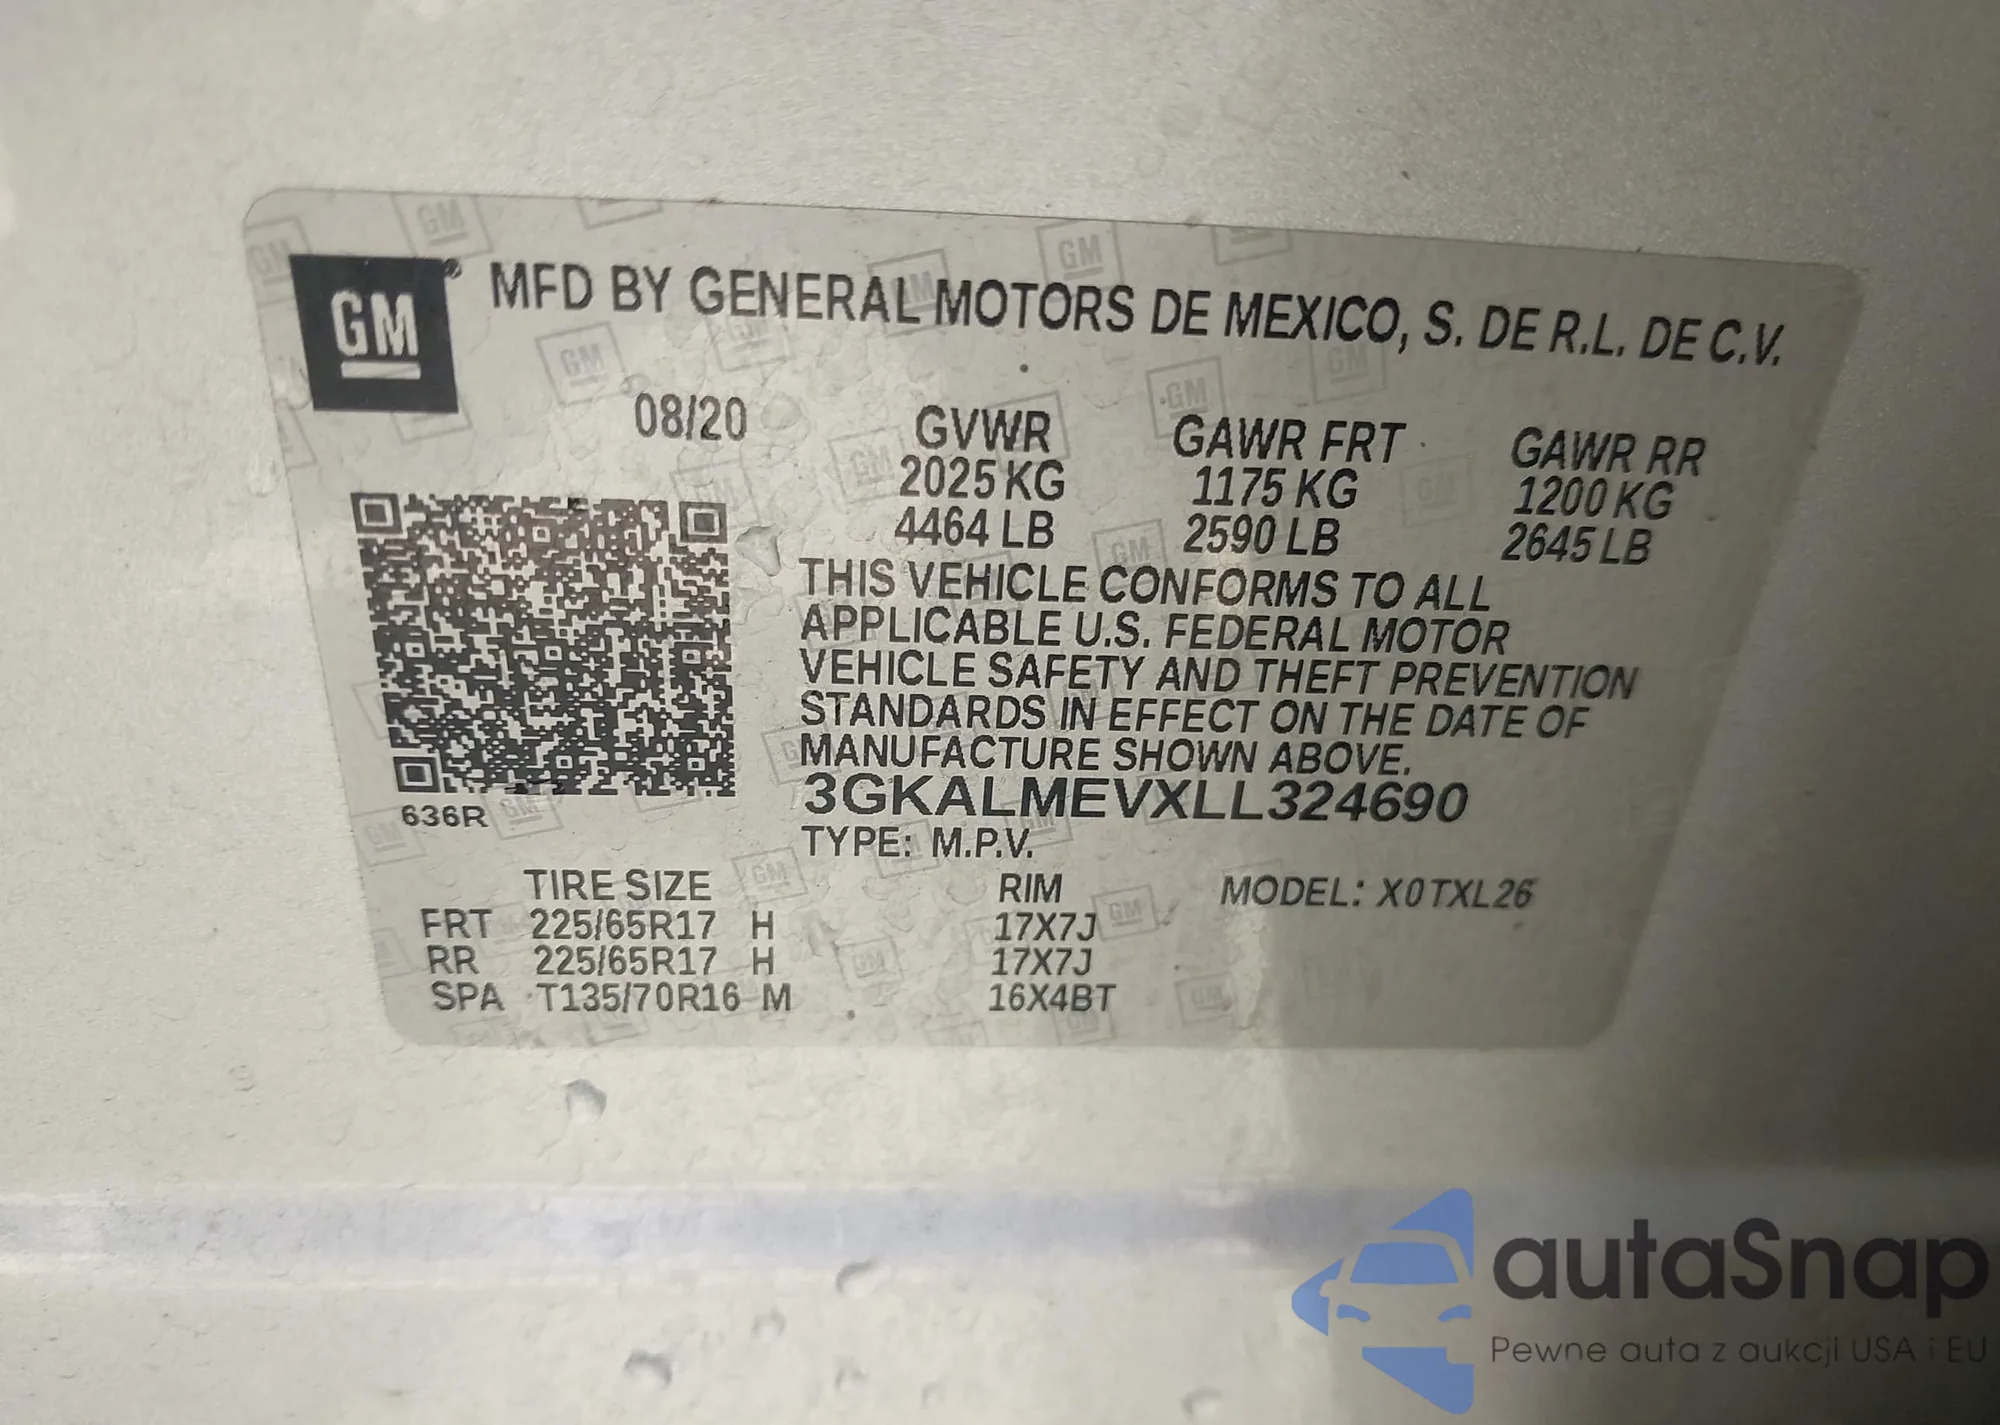 GM® MFD BY GENERAL MOTORS DE MEXICO, S. DE R.L. DE C.V.
08/20 GVWR GAWR FRT GAWR RR
2025 KG 1175 KG 1200 KG
4464 LB 2590 LB 2645 LB
THIS VEHICLE CONFORMS TO ALL
APPLICABLE U.S. FEDERAL MOTOR
VEHICLE SAFETY AND THEFT PREVENTION
STANDARDS IN EFFECT ON THE DATE OF
MANUFACTURE SHOWN ABOVE.
3GKALMEVXLL324690
636R
TYPE: M.P.V.
TIRE SIZE RIM MODEL: X0TXL26
FRT 225/65R17 H 17X7J
RR 225/65R17 H 17X7J
SPA T135/70R16 M 16X4BT
autaSnap
Pewne auta z aukcji USA i EU